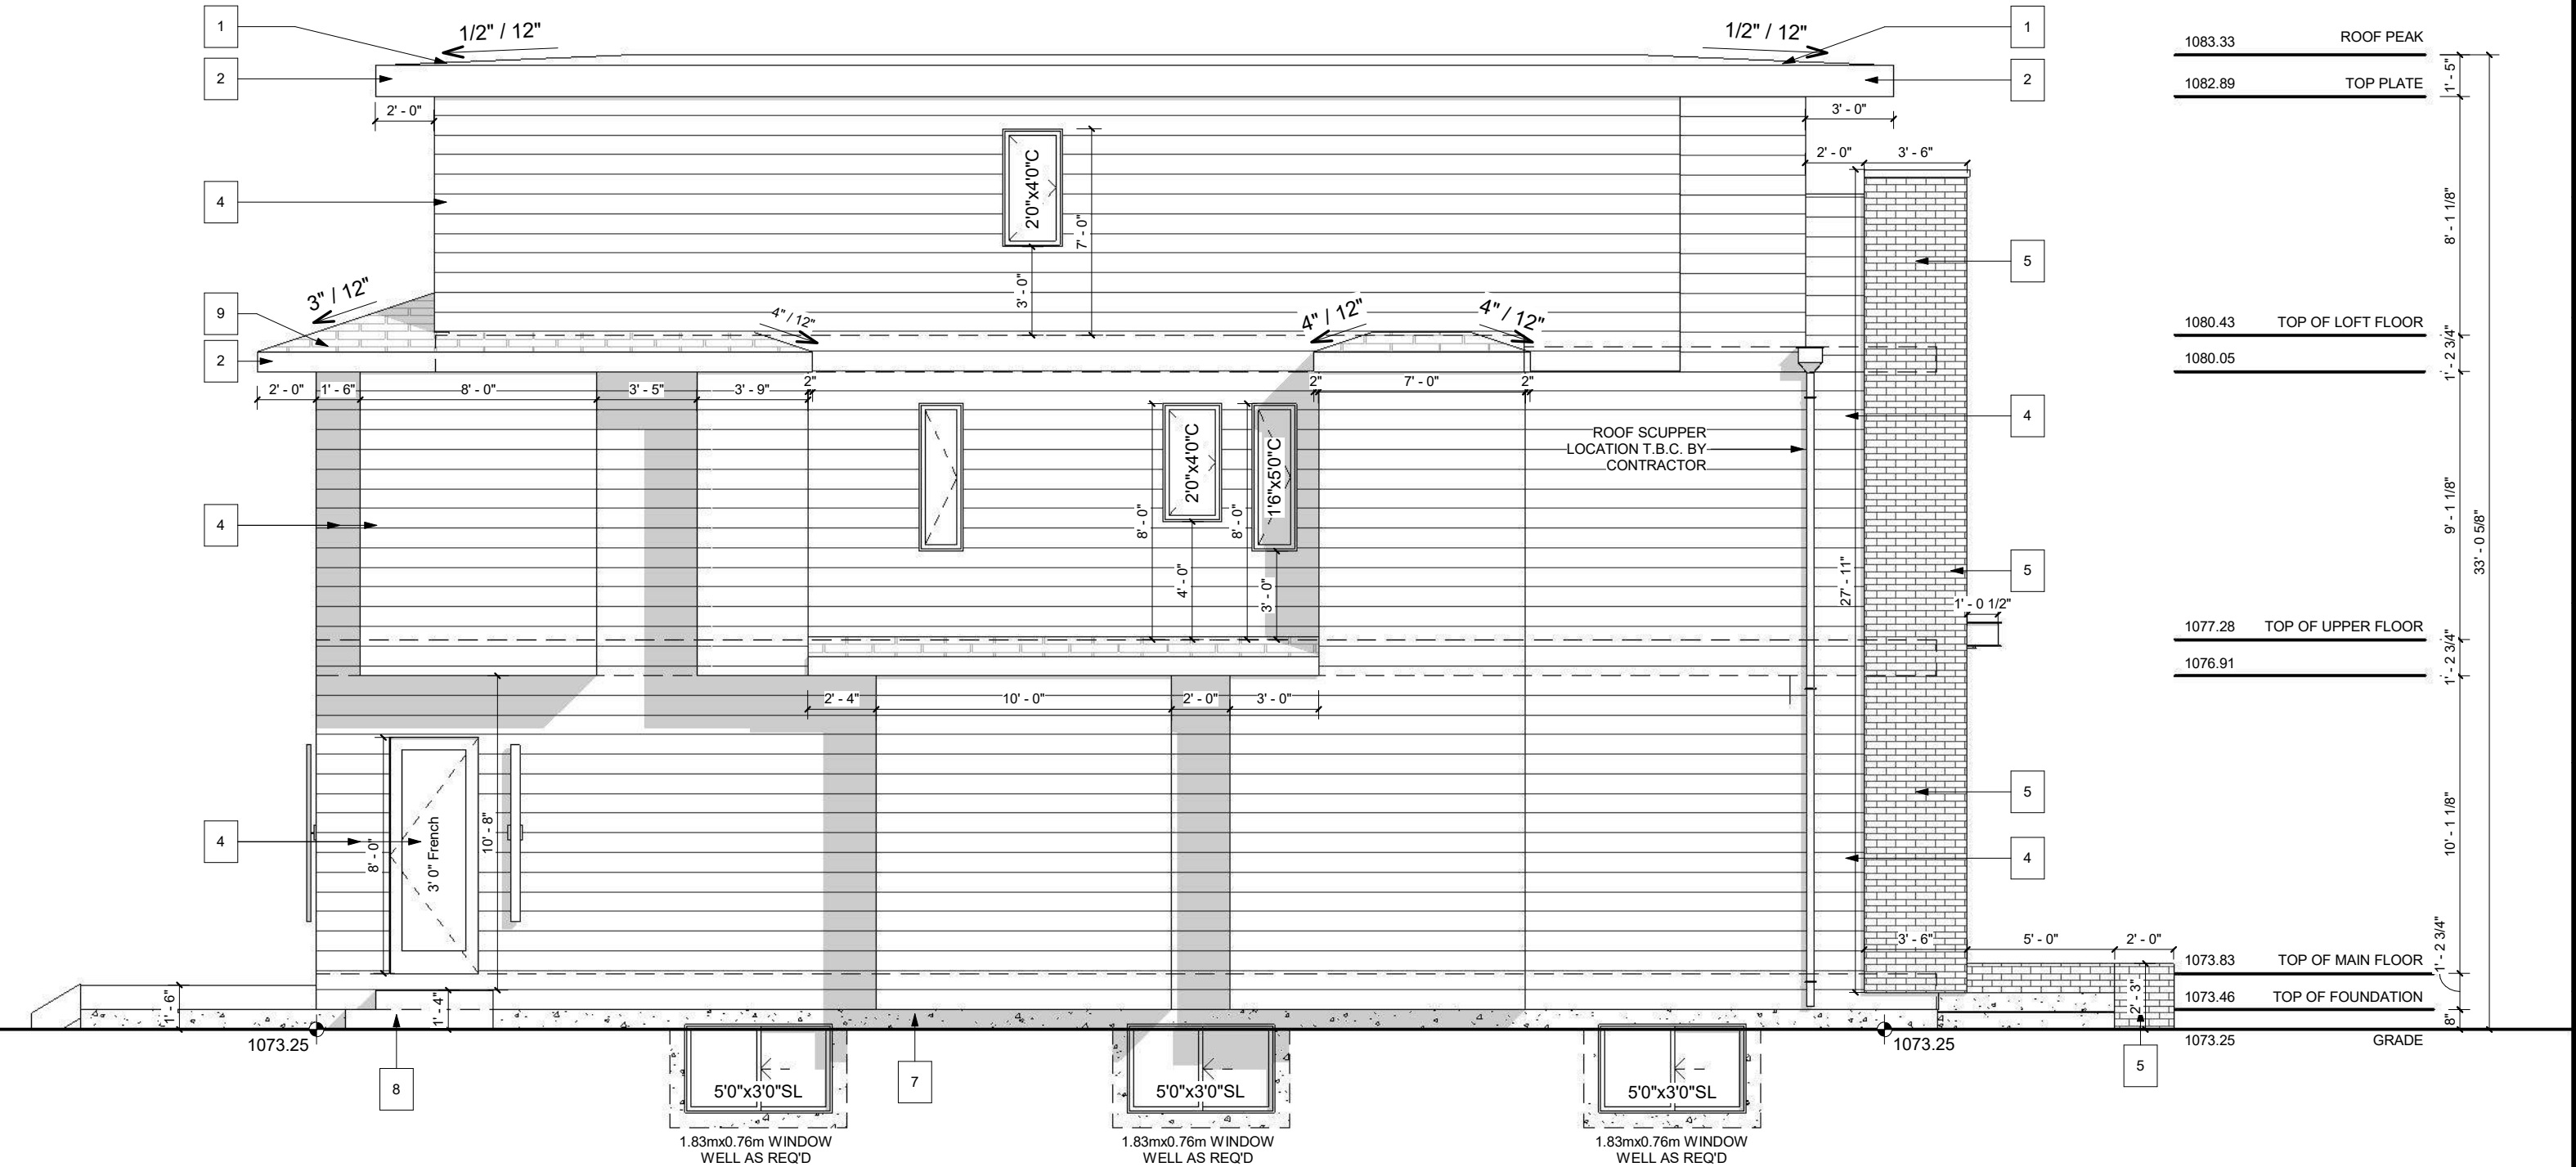 1
1/2" / 12"
1/2" / 12"
1
1083.33
ROOF PEAK
2
2
1' - 5"
1082.89
TOP PLATE
2' - 0"
3' - 0"
2' - 0"
3' - 6"
4
2'0"x4'0"C
7' - 0"
3' - 0"
8' - 1 1/8"
5
3" / 12"
9
4" / 12"
4" / 12"
4" / 12"
1080.43
TOP OF LOFT FLOOR
2
1' - 2 3/4"
1080.05
2' - 0"
1' - 6"
8' - 0"
3' - 5"
3' - 9"
2"
2"
7' - 0"
2"
4
ROOF SCUPPER
LOCATION T.B.C. BY
CONTRACTOR
2'0"x4'0"C
1'6"x5'0"C
8' - 0"
8' - 0"
4' - 0"
3' - 0"
4
27' - 11"
9' - 1 1/8"
33' - 0 5/8"
5
1' - 0 1/2"
1077.28
TOP OF UPPER FLOOR
1' - 2 3/4"
1076.91
2' - 4"
10' - 0"
2' - 0"
3' - 0"
4
8' - 0"
3' 0" French
10' - 8"
5
10' - 1 1/8"
4
3' - 6"
5' - 0"
2' - 0"
1' - 2 3/4"
1073.83
TOP OF MAIN FLOOR
1' - 6"
1' - 4"
2' - 3"
1073.46
TOP OF FOUNDATION
8"
1073.25
1073.25
1073.25
GRADE
8
7
5
5'0"x3'0"SL
5'0"x3'0"SL
5'0"x3'0"SL
1.83mx0.76m WINDOW
WELL AS REQ'D
1.83mx0.76m WINDOW
WELL AS REQ'D
1.83mx0.76m WINDOW
WELL AS REQ'D